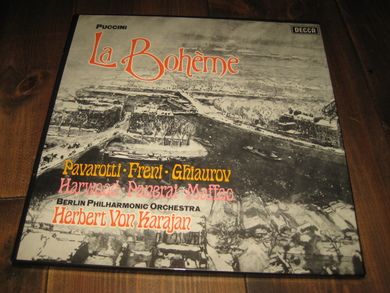 PUCCINI
DECCA
La Bohème
Pavarotti · Freni · Ghiaurov
Harwood · Panerai · Maffeo
BERLIN PHILHARMONIC ORCHESTRA
Herbert Von Karajan